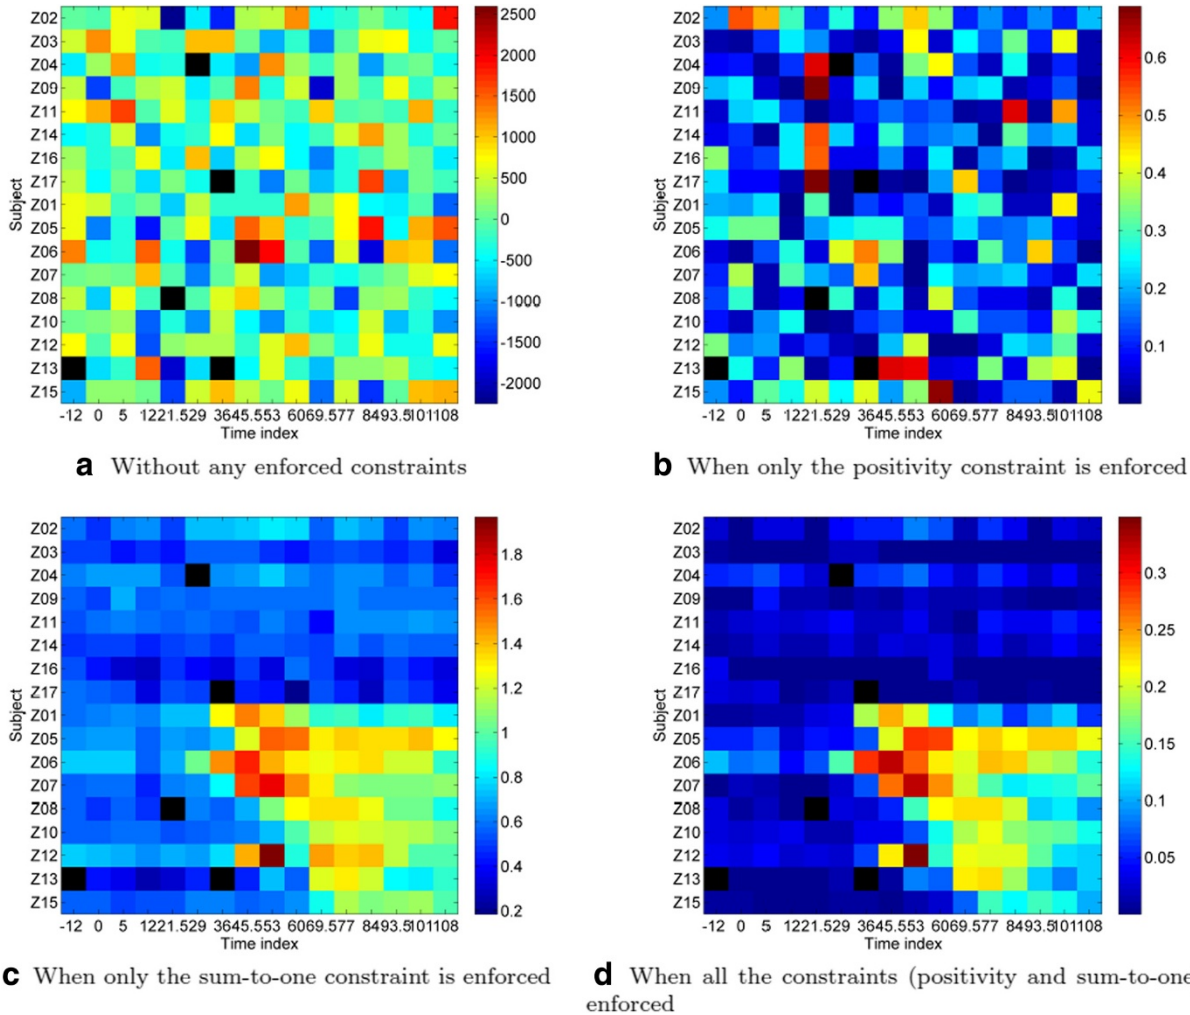 Z02
Z03
Z04
Z09
Z11
Z14
Z16
Z17
Z01
Z05
Z06
Z07
Z08
Z10
Z12
Z13
Z15
Subject
-12 0 5 1221.529 3645.553 6069.577 8493.5101108
Time index
2500
2000
1500
1000
500
0
-500
-1000
-1500
-2000
a Without any enforced constraints
Z02
Z03
Z04
Z09
Z11
Z14
Z16
Z17
Z01
Z05
Z06
Z07
Z08
Z10
Z12
Z13
Z15
Subject
-12 0 5 1221.529 3645.553 6069.577 8493.5101108
Time index
0.6
0.5
0.4
0.3
0.2
0.1
b When only the positivity constraint is enforced
Z02
Z03
Z04
Z09
Z11
Z14
Z16
Z17
Z01
Z05
Z06
Z07
Z08
Z10
Z12
Z13
Z15
Subject
-12 0 5 1221.529 3645.553 6069.577 8493.5101108
Time index
1.8
1.6
1.4
1.2
1
0.8
0.6
0.4
0.2
c When only the sum-to-one constraint is enforced
Z02
Z03
Z04
Z09
Z11
Z14
Z16
Z17
Z01
Z05
Z06
Z07
Z08
Z10
Z12
Z13
Z15
Subject
-12 0 5 1221.529 3645.553 6069.577 8493.5101108
Time index
0.3
0.25
0.2
0.15
0.1
0.05
d When all the constraints (positivity and sum-to-one
enforced